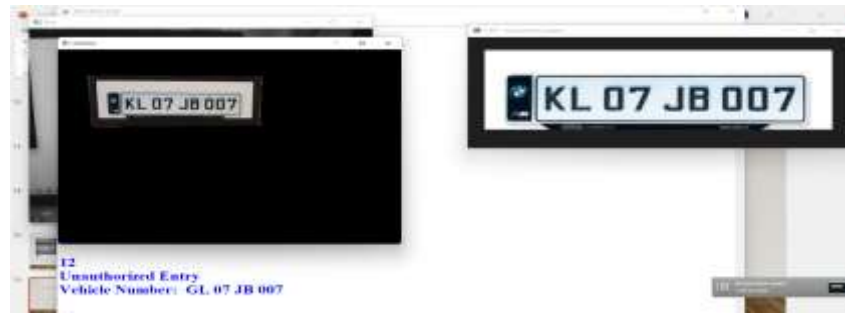 KL 07 JB 007
KL 07 JB 007
12
Unauthorized Entry
Vehicle Number: GL 07 JB 007